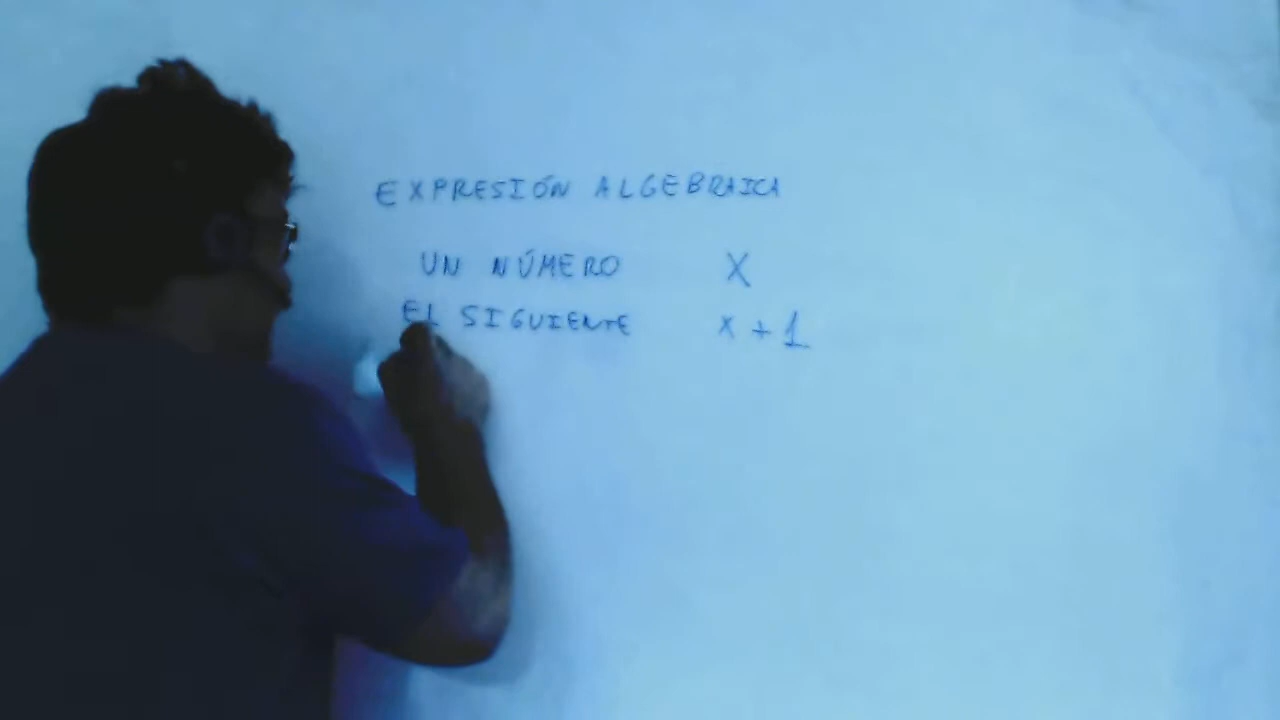 EXPRESIÓN ALGEBRAICA
UN NÚMERO X
EL SIGUIENTE x + 1